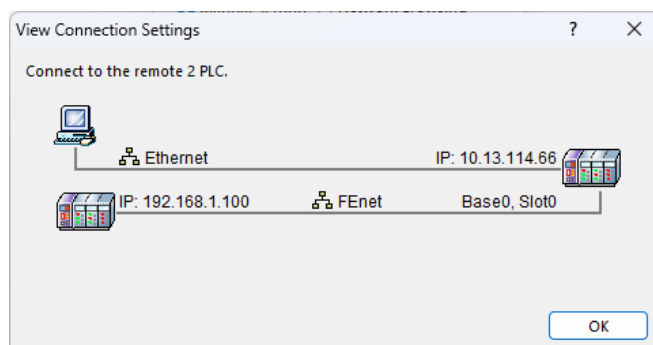 View Connection Settings ?
Connect to the remote 2 PLC.
Ethernet IP: 10.13.114.66
IP: 192.168.1.100 FEnet Base0, Slot0
OK